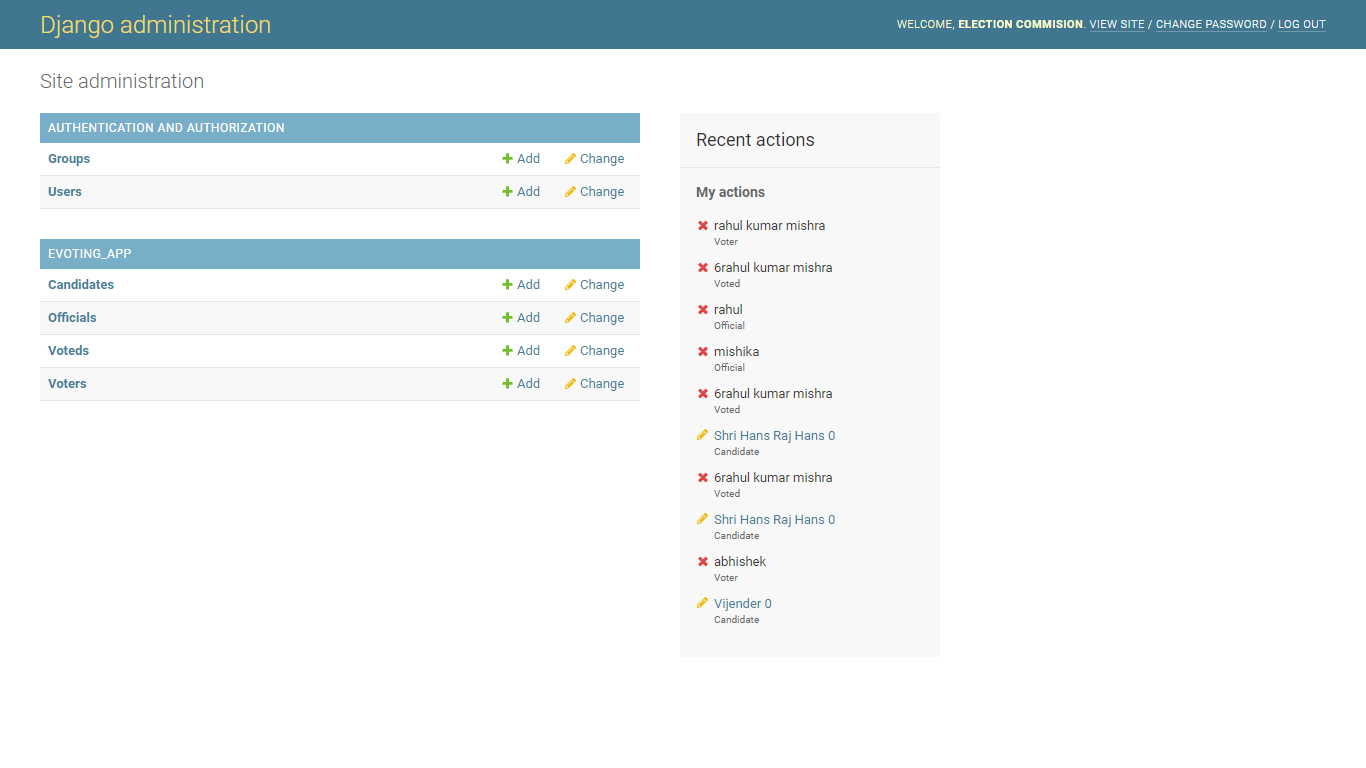 Django administration
WELCOME, ELECTION COMMISION. VIEW SITE / CHANGE PASSWORD / LOG OUT
Site administration
AUTHENTICATION AND AUTHORIZATION
Groups Add Change
Users Add Change
EVOTING_APP
Candidates Add Change
Officials Add Change
Voteds Add Change
Voters Add Change
Recent actions
My actions
rahul kumar mishra
Voter
6rahul kumar mishra
Voted
rahul
Official
mishika
Official
6rahul kumar mishra
Voted
Shri Hans Raj Hans 0
Candidate
6rahul kumar mishra
Voted
Shri Hans Raj Hans 0
Candidate
abhishek
Voter
Vijender 0
Candidate